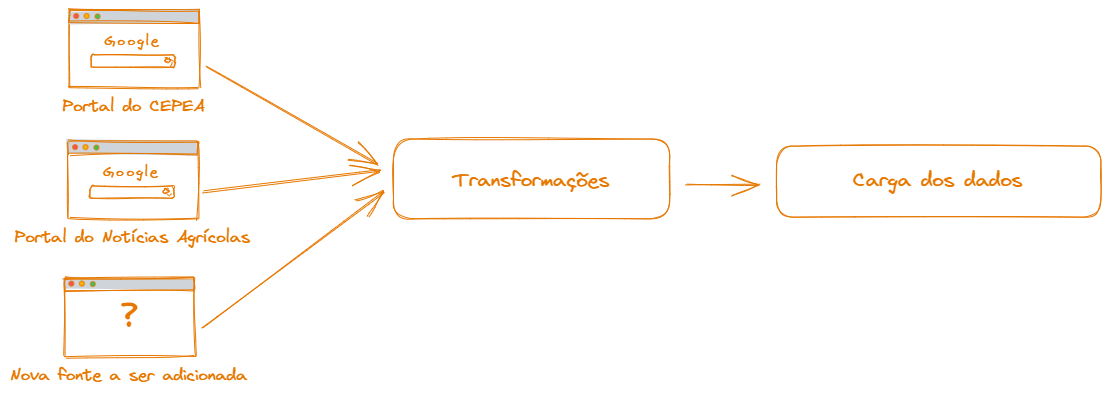 Google
Portal do CEPEA
Google
Portal do Notícias Agrícolas
?
Nova fonte a ser adicionada
Transformações
Carga dos dados